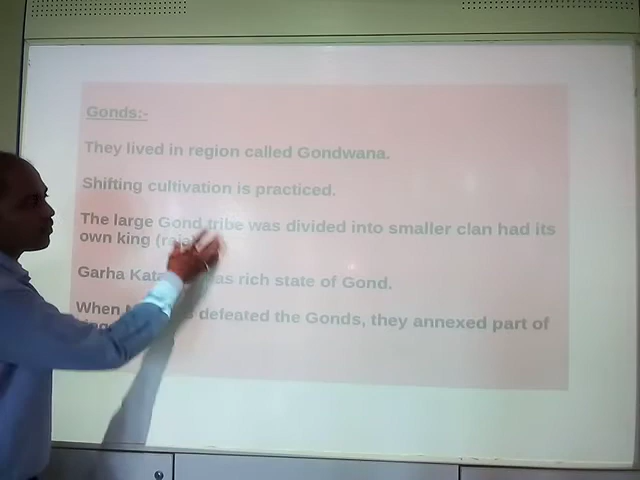 Gonds:-
They lived in region called Gondwana.
Shifting cultivation is practiced.
The large Gond tribe was divided into smaller clan had its
own king (raja
Garha Kata as rich state of Gond.
When defeated the Gonds, they annexed part of